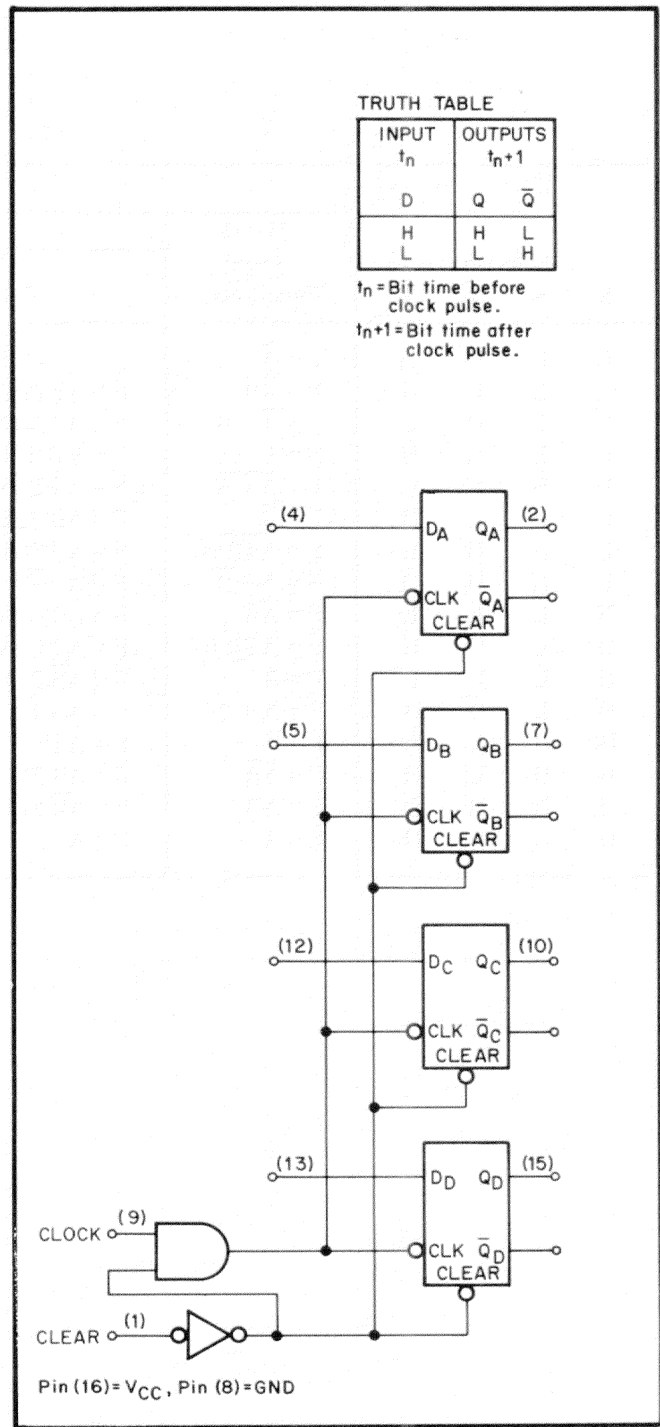 TRUTH TABLE
INPUT OUTPUTS
tn tn+1
D Q Q̅
H H L
L L H
tn=Bit time before
clock pulse.
tn+1=Bit time after
clock pulse.
(4) DA QA (2)
CLK Q̅A
CLEAR
(5) DB QB (7)
CLK Q̅B
CLEAR
(12) DC QC (10)
CLK Q̅C
CLEAR
(13) DD QD (15)
CLOCK (9)
CLK Q̅D
CLEAR
CLEAR (1)
Pin (16)=VCC, Pin (8)=GND